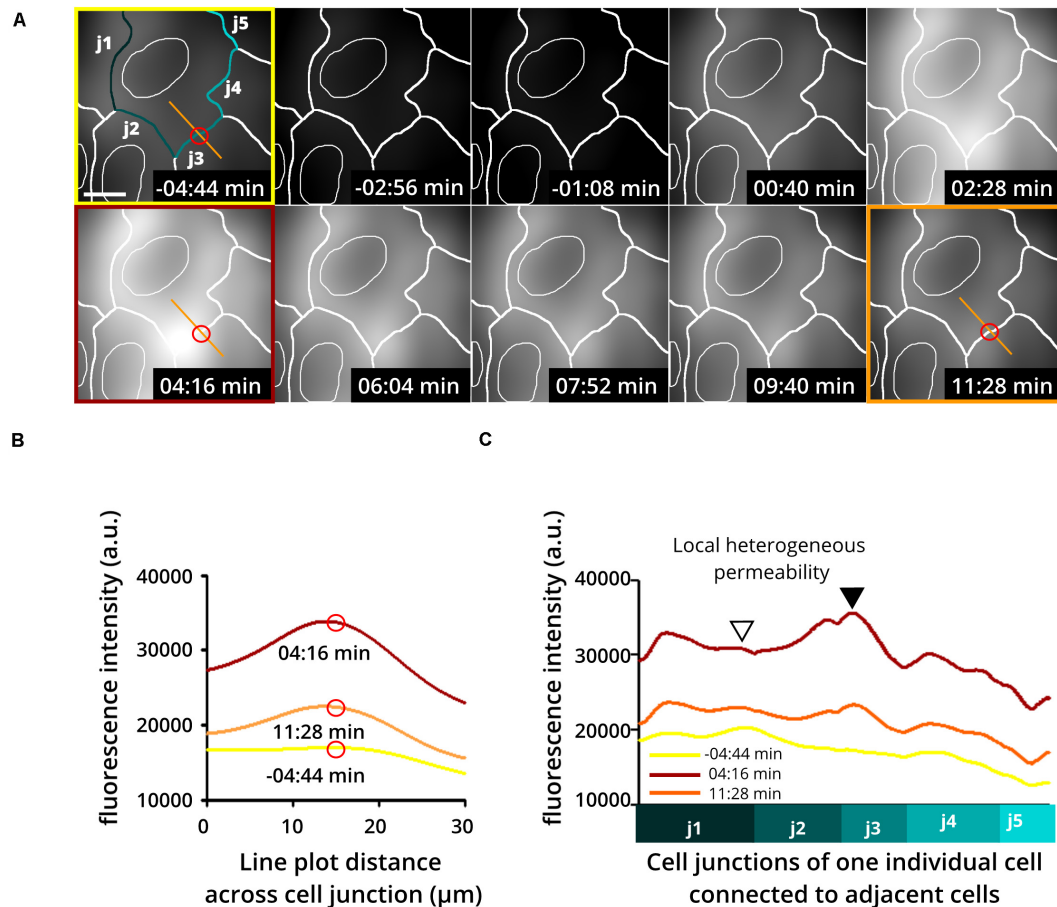 A
j1
j5
j4
j2
j3
-04:44 min
-02:56 min
-01:08 min
00:40 min
02:28 min
04:16 min
06:04 min
07:52 min
09:40 min
11:28 min
B
fluorescence intensity (a.u.)
40000
30000
20000
10000
04:16 min
11:28 min
-04:44 min
0
10
20
30
Line plot distance
across cell junction (µm)
C
fluorescence intensity (a.u.)
Local heterogeneous
permeability
40000
30000
20000
10000
-04:44 min
04:16 min
11:28 min
j1
j2
j3
j4
j5
Cell junctions of one individual cell
connected to adjacent cells